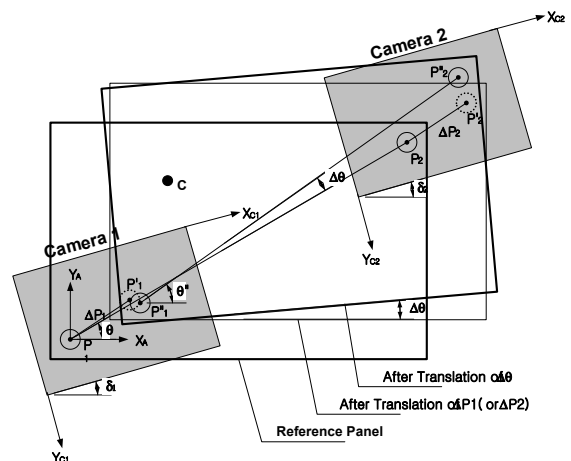 X_C2
Camera 2
P"_2
P'_2
ΔP_2
P_2
Δθ
C
δ_2
X_C1
Camera 1
Y_C2
Y_A
P'_1
P"_1
θ"
ΔP_1
θ
P_1
X_A
Δθ
δ_1
After Translation of Δθ
After Translation of ΔP1( or ΔP2)
Reference Panel
Y_C1